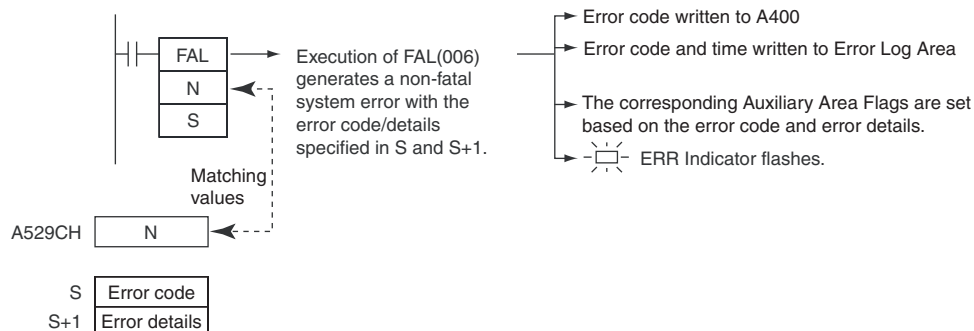 FAL
N
S
Execution of FAL(006)
generates a non-fatal
system error with the
error code/details
specified in S and S+1.
Error code written to A400
Error code and time written to Error Log Area
The corresponding Auxiliary Area Flags are set
based on the error code and error details.
ERR Indicator flashes.
Matching
values
A529CH N
S Error code
S+1 Error details